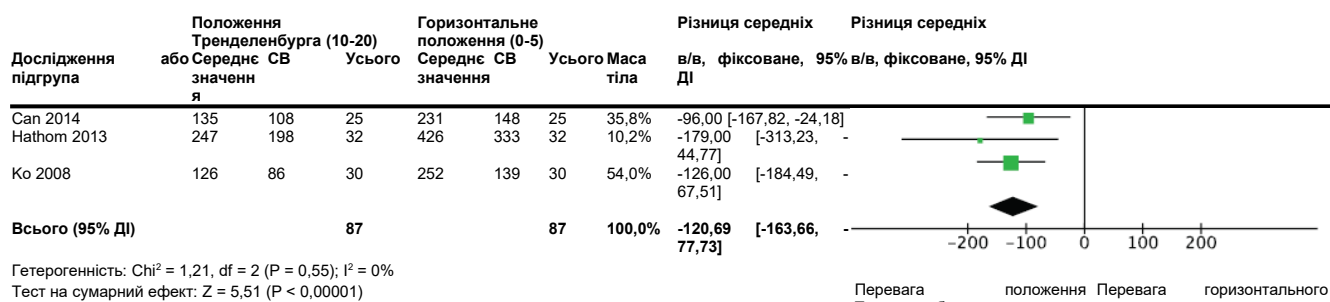 Положення Тренделенбурга (10-20) Горизонтальне положення (0-5) Різниця середніх Різниця середніх
Дослідження або підгрупа Середнє значення СВ Усього Середнє значення СВ Усього Маса тіла в/в, фіксоване, 95% ДІ в/в, фіксоване, 95% ДІ
Can 2014 135 108 25 231 148 25 35,8% -96,00 [-167,82, -24,18]
Hathom 2013 247 198 32 426 333 32 10,2% -179,00 [-313,23, -44,77]
Ko 2008 126 86 30 252 139 30 54,0% -126,00 [-184,49, -67,51]
Всього (95% ДІ) 87 87 100,0% -120,69 [-163,66, -77,73]
-200 -100 0 100 200
Гетерогенність: Chi² = 1,21, df = 2 (P = 0,55); I² = 0%
Тест на сумарний ефект: Z = 5,51 (P < 0,00001)
Перевага положення Перевага горизонтального